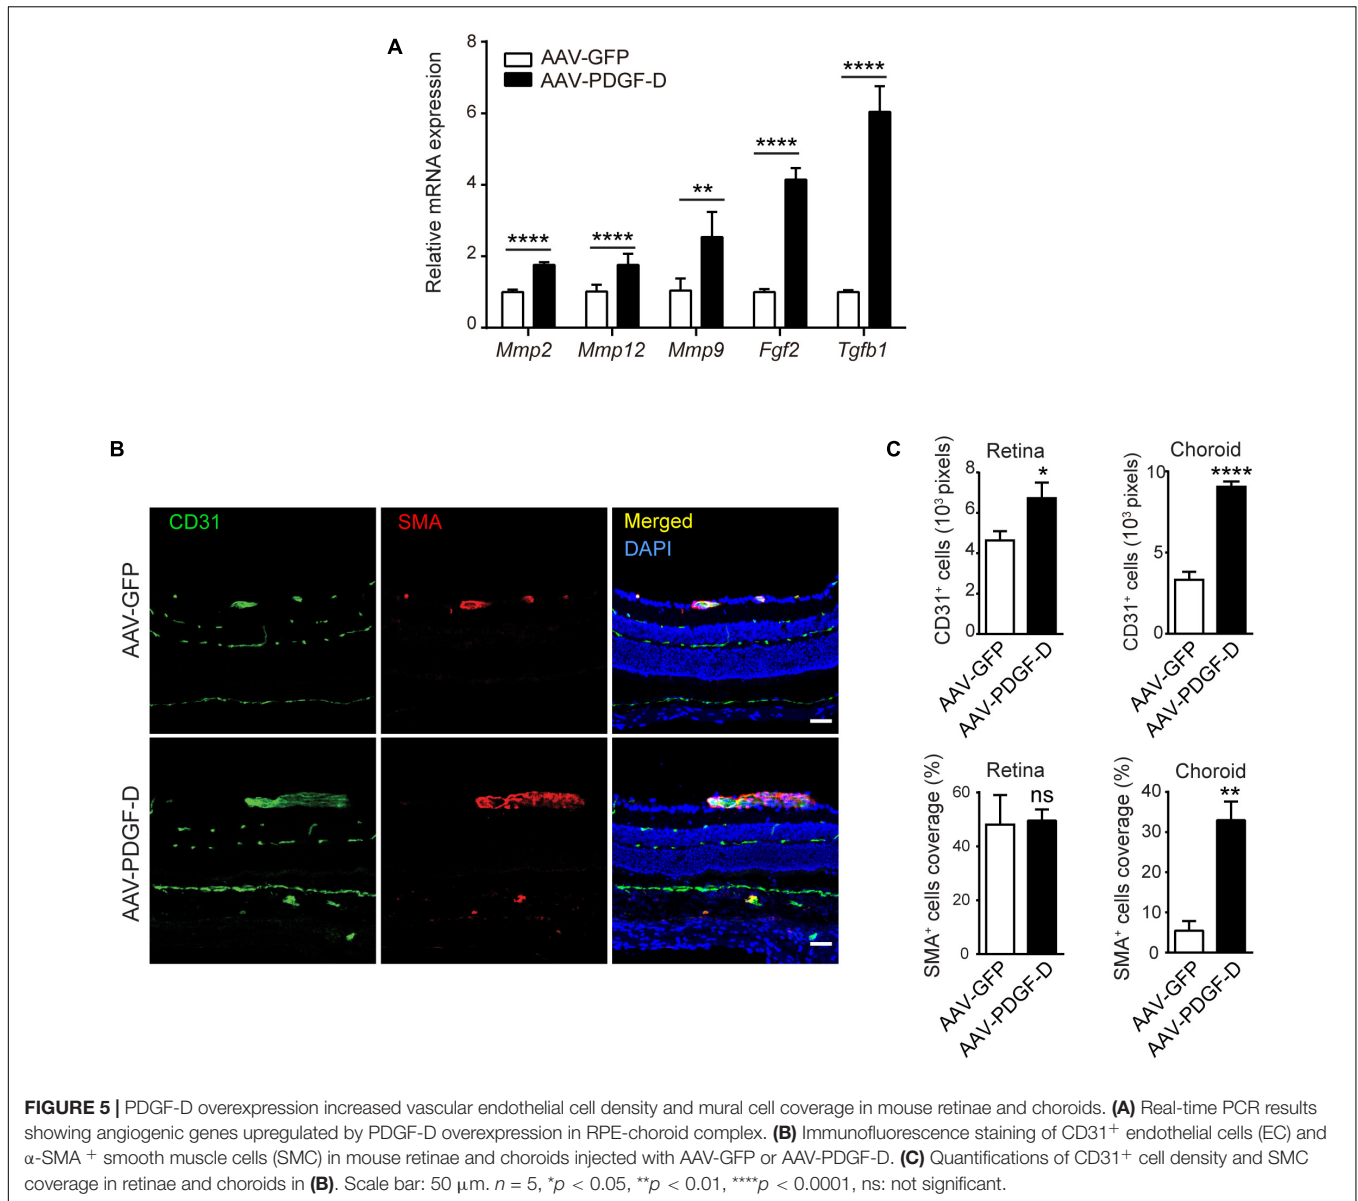 A
8
6
4
2
0
Relative mRNA expression
AAV-GFP
AAV-PDGF-D
****
****
**
****
****
Mmp2 Mmp12 Mmp9 Fgf2 Tgfb1
B
CD31
SMA
Merged
DAPI
AAV-GFP
AAV-PDGF-D
C
Retina
CD31+ cells (10³ pixels)
8
6
4
2
0
*
AAV-GFP
AAV-PDGF-D
Choroid
CD31+ cells (10³ pixels)
10
5
0
****
AAV-GFP
AAV-PDGF-D
Retina
SMA+ cells coverage (%)
60
40
20
0
ns
AAV-GFP
AAV-PDGF-D
Choroid
SMA+ cells coverage (%)
40
30
20
10
0
**
AAV-GFP
AAV-PDGF-D
FIGURE 5 | PDGF-D overexpression increased vascular endothelial cell density and mural cell coverage in mouse retinae and choroids. (A) Real-time PCR results
showing angiogenic genes upregulated by PDGF-D overexpression in RPE-choroid complex. (B) Immunofluorescence staining of CD31+ endothelial cells (EC) and
α-SMA + smooth muscle cells (SMC) in mouse retinae and choroids injected with AAV-GFP or AAV-PDGF-D. (C) Quantifications of CD31+ cell density and SMC
coverage in retinae and choroids in (B). Scale bar: 50 μm. n = 5, *p < 0.05, **p < 0.01, ****p < 0.0001, ns: not significant.